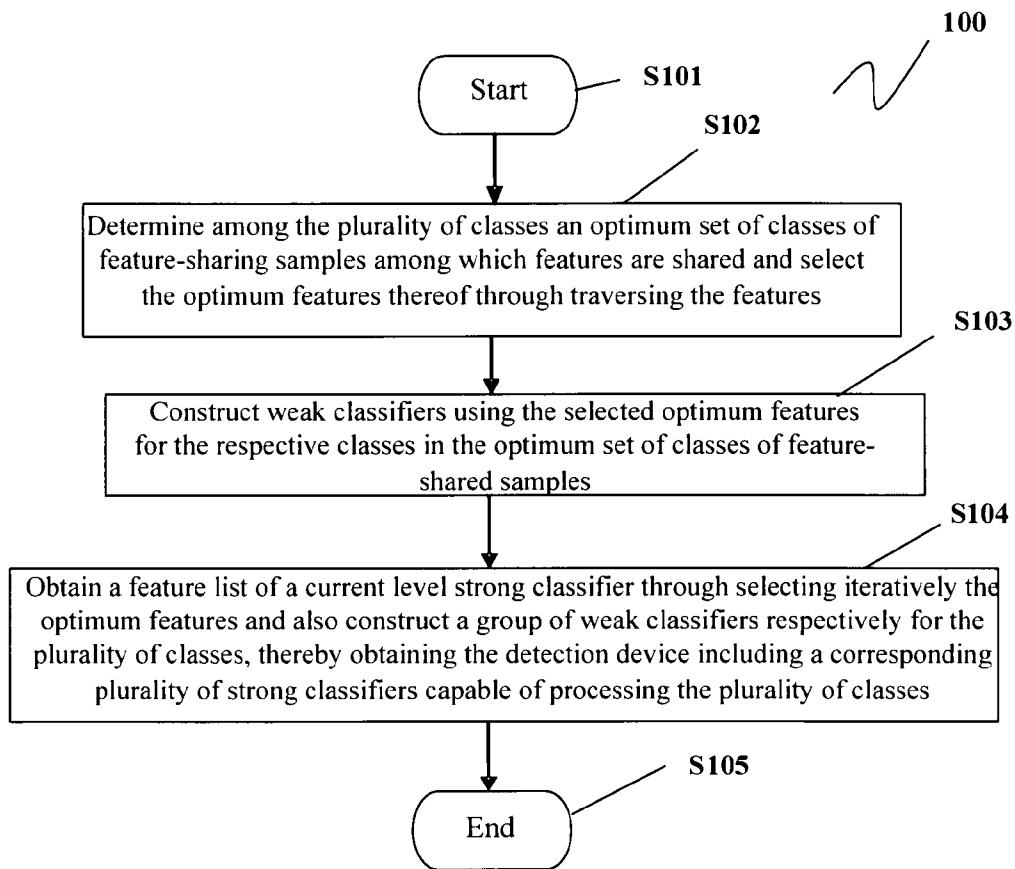 100
Start
S101
S102
Determine among the plurality of classes an optimum set of classes of
feature-sharing samples among which features are shared and select
the optimum features thereof through traversing the features
S103
Construct weak classifiers using the selected optimum features
for the respective classes in the optimum set of classes of feature-
shared samples
S104
Obtain a feature list of a current level strong classifier through selecting iteratively the
optimum features and also construct a group of weak classifiers respectively for the
plurality of classes, thereby obtaining the detection device including a corresponding
plurality of strong classifiers capable of processing the plurality of classes
S105
End